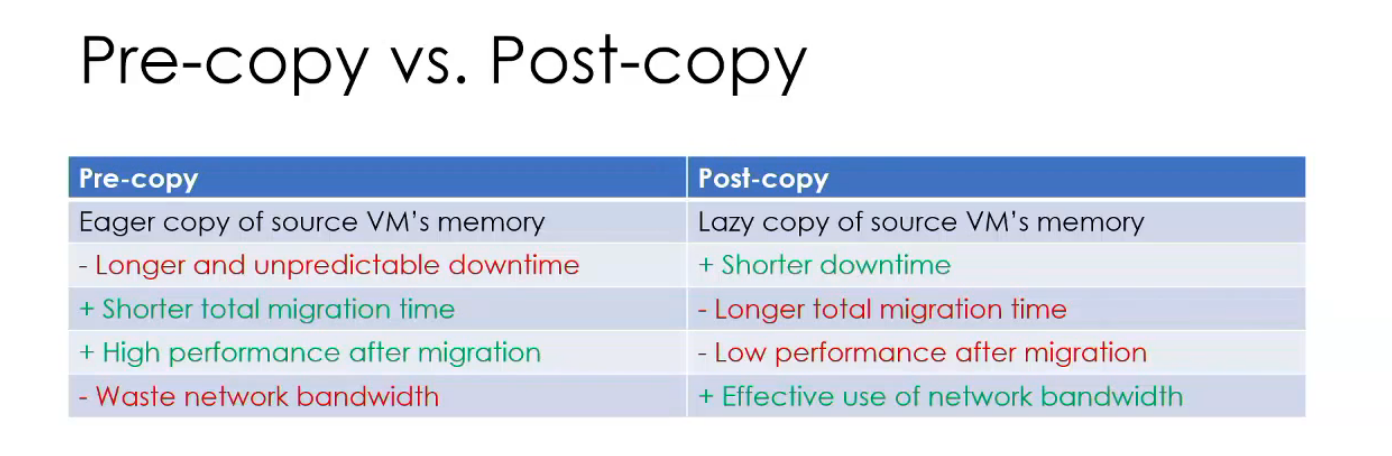 Pre-copy vs. Post-copy
Pre-copy
Post-copy
Eager copy of source VM's memory
Lazy copy of source VM's memory
- Longer and unpredictable downtime
+ Shorter downtime
+ Shorter total migration time
- Longer total migration time
+ High performance after migration
- Low performance after migration
- Waste network bandwidth
+ Effective use of network bandwidth